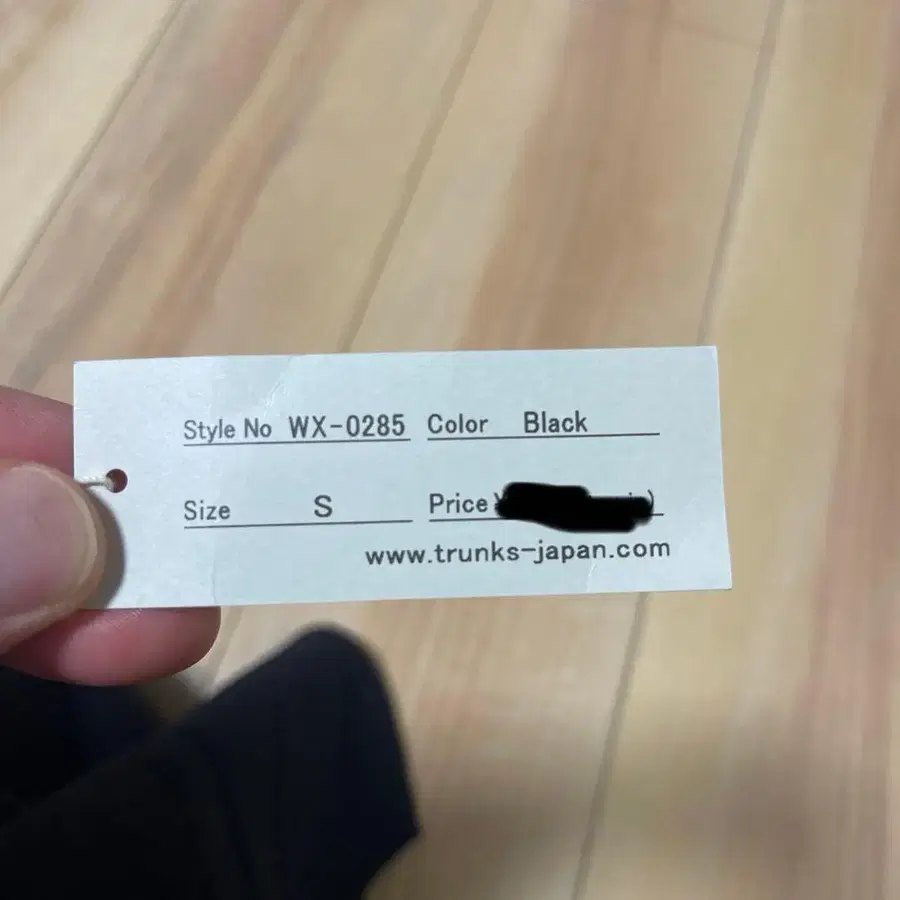 Style No WX-0285 Color Black
Size S Price
www.trunks-japan.com